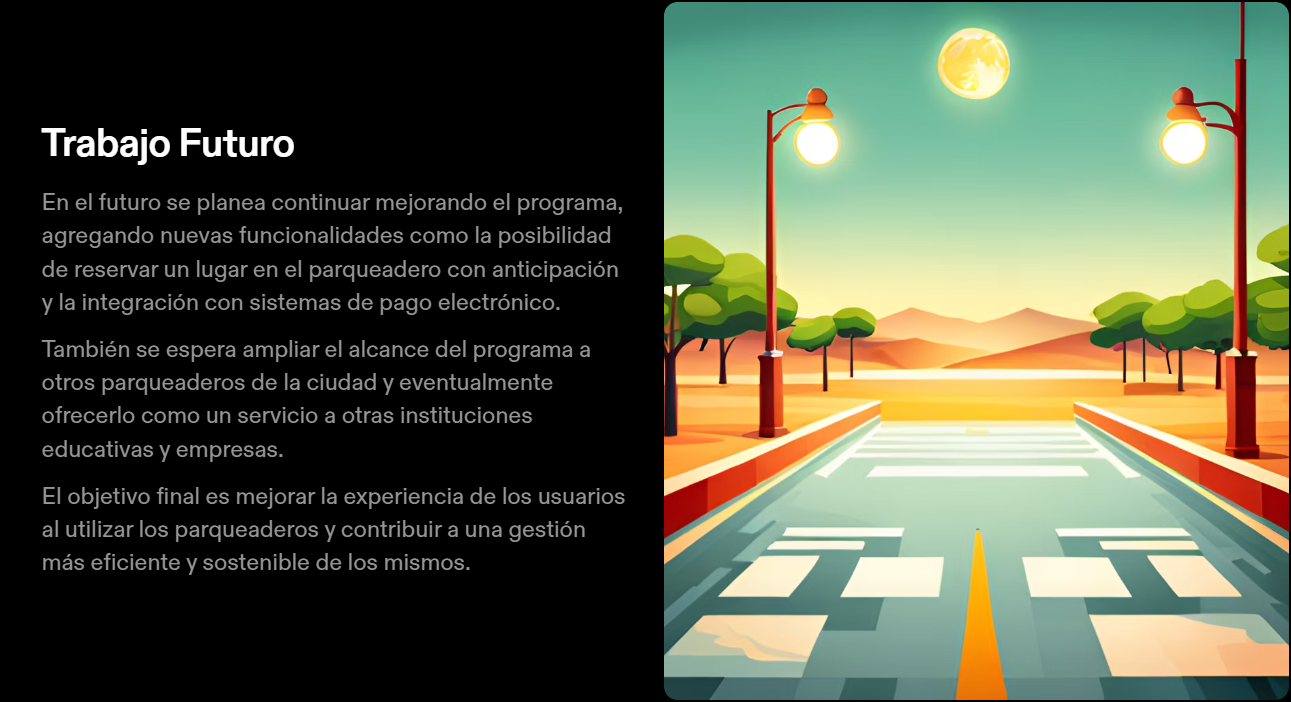 Trabajo Futuro
En el futuro se planea continuar mejorando el programa,
agregando nuevas funcionalidades como la posibilidad
de reservar un lugar en el parqueadero con anticipación
y la integración con sistemas de pago electrónico.
También se espera ampliar el alcance del programa a
otros parqueaderos de la ciudad y eventualmente
ofrecerlo como un servicio a otras instituciones
educativas y empresas.
El objetivo final es mejorar la experiencia de los usuarios
al utilizar los parqueaderos y contribuir a una gestión
más eficiente y sostenible de los mismos.